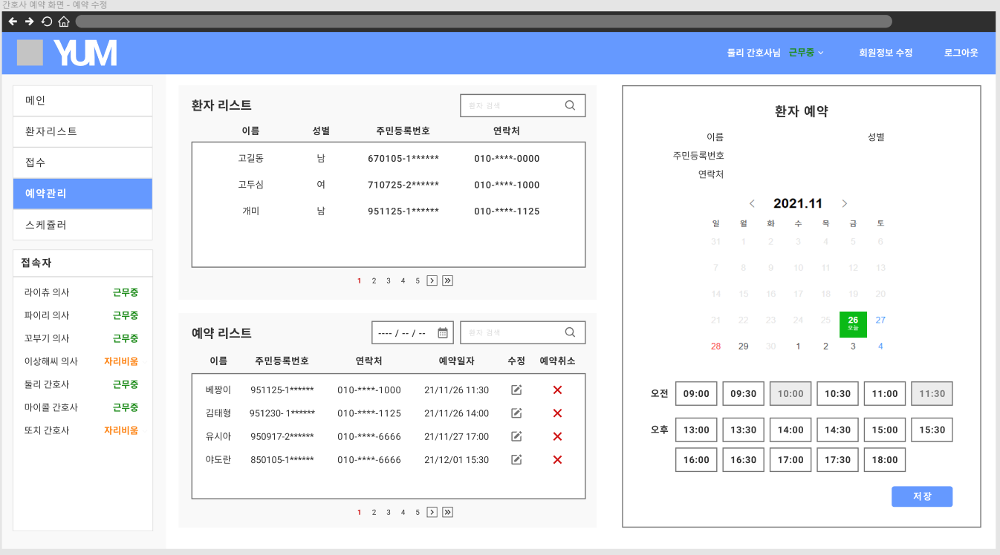 간호사 예약 화면 - 예약 수정
YUM
둘리 간호사님 근무중 회원정보 수정 로그아웃
메인
환자리스트
접수
예약관리
스케쥴러
접속자
라이츄 의사 근무중
파이리 의사 근무중
꼬부기 의사 근무중
이상해씨 의사 자리비움
둘리 간호사 근무중
마이콜 간호사 근무중
또치 간호사 자리비움
환자 리스트 환자 검색
이름 성별 주민등록번호 연락처
고길동 남 670105-1****** 010-****-0000
고두심 여 710725-2****** 010-****-1000
개미 남 951125-1****** 010-****-1125
1 2 3 4 5 > »
예약 리스트 ---- / -- / -- 환자 검색
이름 주민등록번호 연락처 예약일자 수정 예약취소
베짱이 951125-1****** 010-****-1000 21/11/26 11:30
김태형 951230- 1****** 010-****-1125 21/11/26 14:00
유시아 950917-2****** 010-****-6666 21/11/27 17:00
야도란 850105-1****** 010-****-6666 21/12/01 15:30
1 2 3 4 5 > »
환자 예약
이름 성별
주민등록번호
연락처
< 2021.11 >
일 월 화 수 목 금 토
31 1 2 3 4 5 6
7 8 9 10 11 12 13
14 15 16 17 18 19 20
21 22 23 24 25 26 27
오늘
28 29 30 1 2 3 4
오전 09:00 09:30 10:00 10:30 11:00 11:30
오후 13:00 13:30 14:00 14:30 15:00 15:30
16:00 16:30 17:00 17:30 18:00
저장